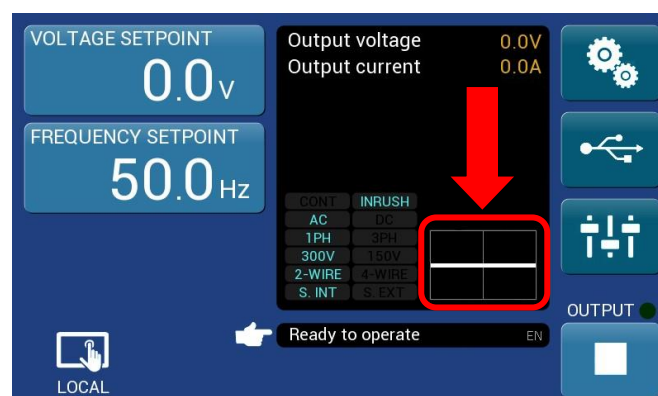 VOLTAGE SETPOINT
0.0V
FREQUENCY SETPOINT
50.0Hz
Output voltage 0.0V
Output current 0.0A
CONT INRUSH
AC DC
1PH 3PH
300V 150V
2-WIRE 4-WIRE
S. INT S. EXT
Ready to operate EN
LOCAL
OUTPUT